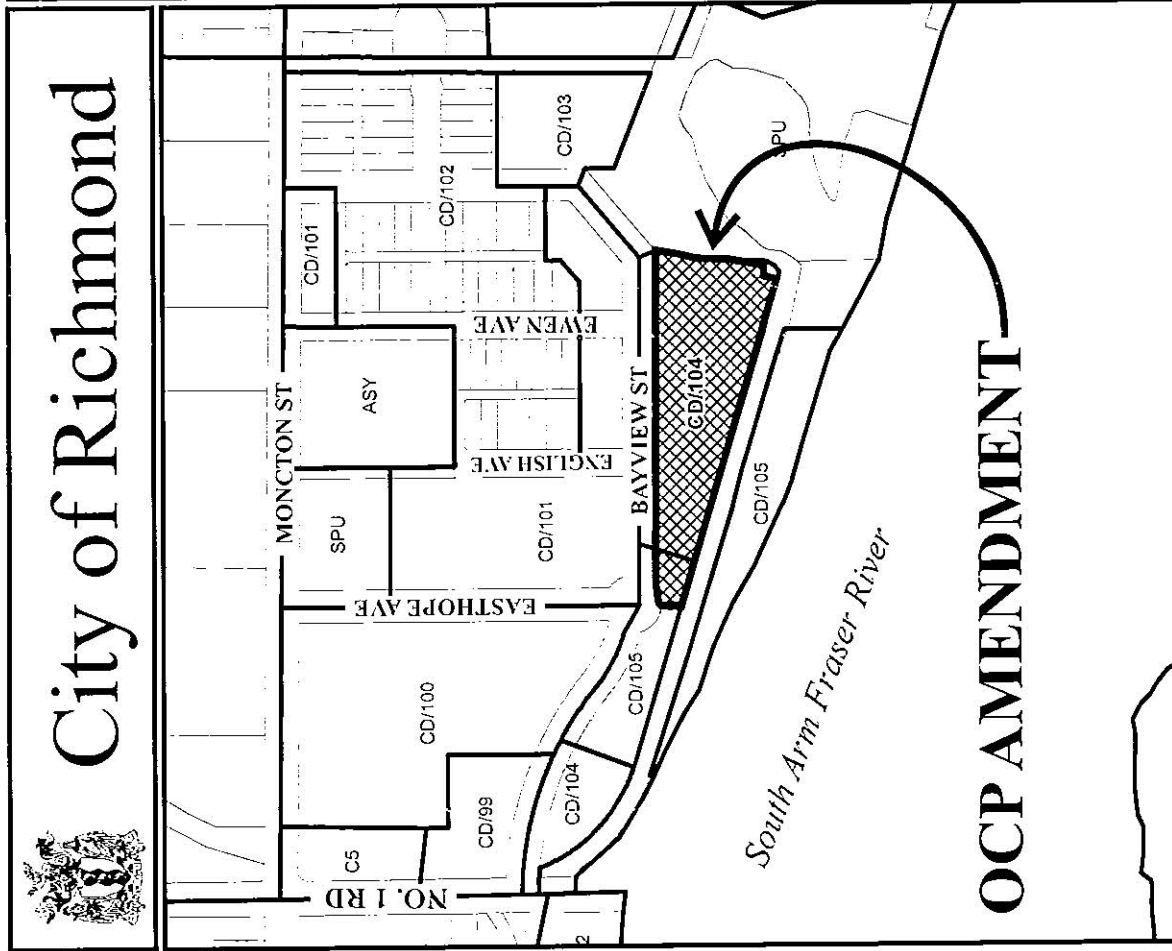 City of Richmond
MONCTON ST
CD/101
CD/102
CD/103
ASY
SPU
CD/101
EWEN AVE
ENGLISH AVE
EASTHOPE AVE
BAYVIEW ST
CD/100
C5
CD/99
NO. 1 RD
CD/104
CD/105
CD/104
CD/105
SPU
2
South Arm Fraser River
OCP AMENDMENT